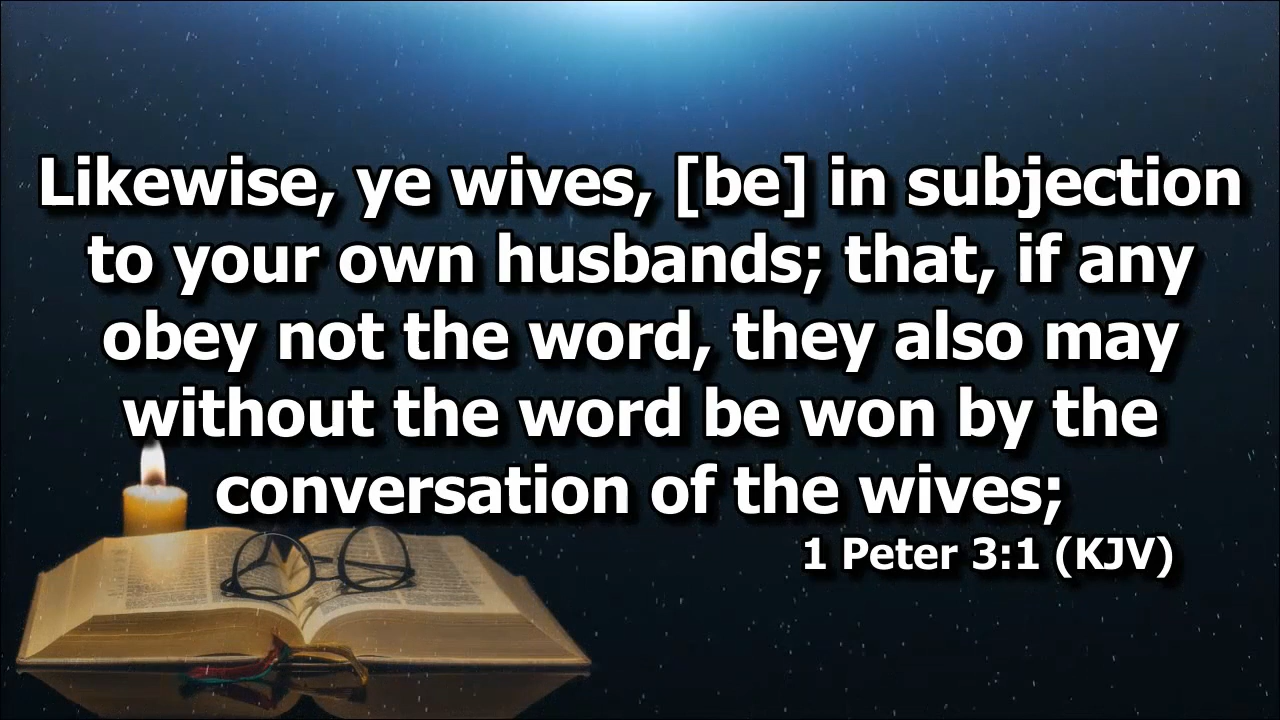 Likewise, ye wives, [be] in subjection
to your own husbands; that, if any
obey not the word, they also may
without the word be won by the
conversation of the wives;
1 Peter 3:1 (KJV)